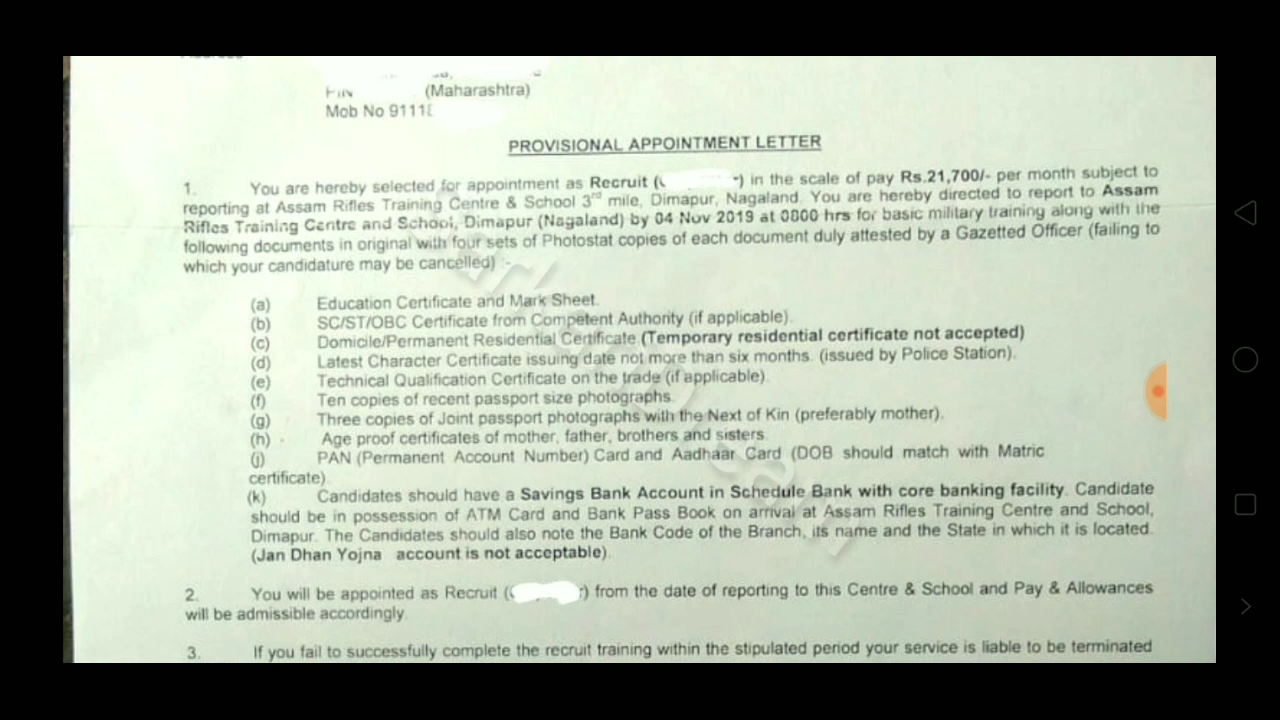 (Maharashtra)
Mob No 9111
PROVISIONAL APPOINTMENT LETTER
1. You are hereby selected for appointment as Recruit ( ) in the scale of pay Rs.21,700/- per month subject to
reporting at Assam Rifles Training Centre & School 3rd mile, Dimapur, Nagaland. You are hereby directed to report to Assam
Rifles Training Centre and School, Dimapur (Nagaland) by 04 Nov 2019 at 0800 hrs for basic military training along with the
following documents in original with four sets of Photostat copies of each document duly attested by a Gazetted Officer (failing to
which your candidature may be cancelled) :-
(a) Education Certificate and Mark Sheet.
(b) SC/ST/OBC Certificate from Competent Authority (if applicable).
(c) Domicile/Permanent Residential Certificate (Temporary residential certificate not accepted)
(d) Latest Character Certificate issuing date not more than six months. (issued by Police Station).
(e) Technical Qualification Certificate on the trade (if applicable).
(f) Ten copies of recent passport size photographs.
(g) Three copies of Joint passport photographs with the Next of Kin (preferably mother).
(h) Age proof certificates of mother, father, brothers and sisters.
(j) PAN (Permanent Account Number) Card and Aadhaar Card (DOB should match with Matric
certificate).
(k) Candidates should have a Savings Bank Account in Schedule Bank with core banking facility. Candidate
should be in possession of ATM Card and Bank Pass Book on arrival at Assam Rifles Training Centre and School,
Dimapur. The Candidates should also note the Bank Code of the Branch, its name and the State in which it is located.
(Jan Dhan Yojna account is not acceptable).
2. You will be appointed as Recruit ( ) from the date of reporting to this Centre & School and Pay & Allowances
will be admissible accordingly.
3. If you fail to successfully complete the recruit training within the stipulated period your service is liable to be terminated